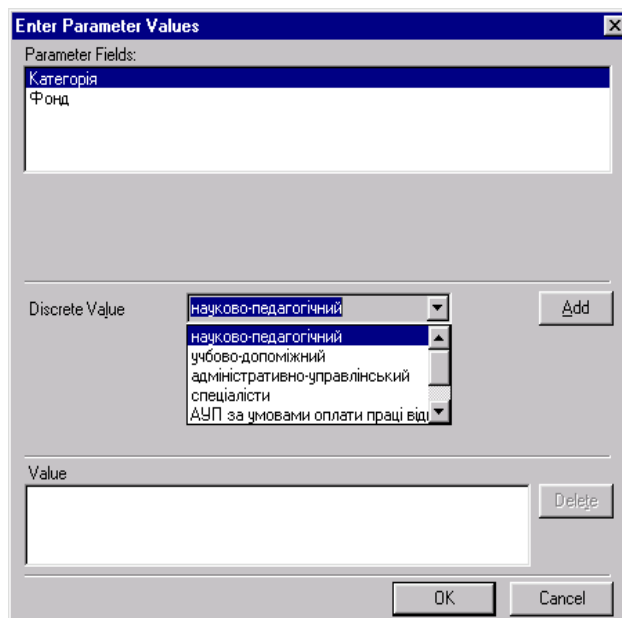 Enter Parameter Values
Parameter Fields:
Категорія
Фонд
Discrete Value
науково-педагогічний
Add
науково-педагогічний
учбово-допоміжний
адміністративно-управлінський
спеціалісти
АУП за умовами оплати праці від
Value
Delete
OK
Cancel